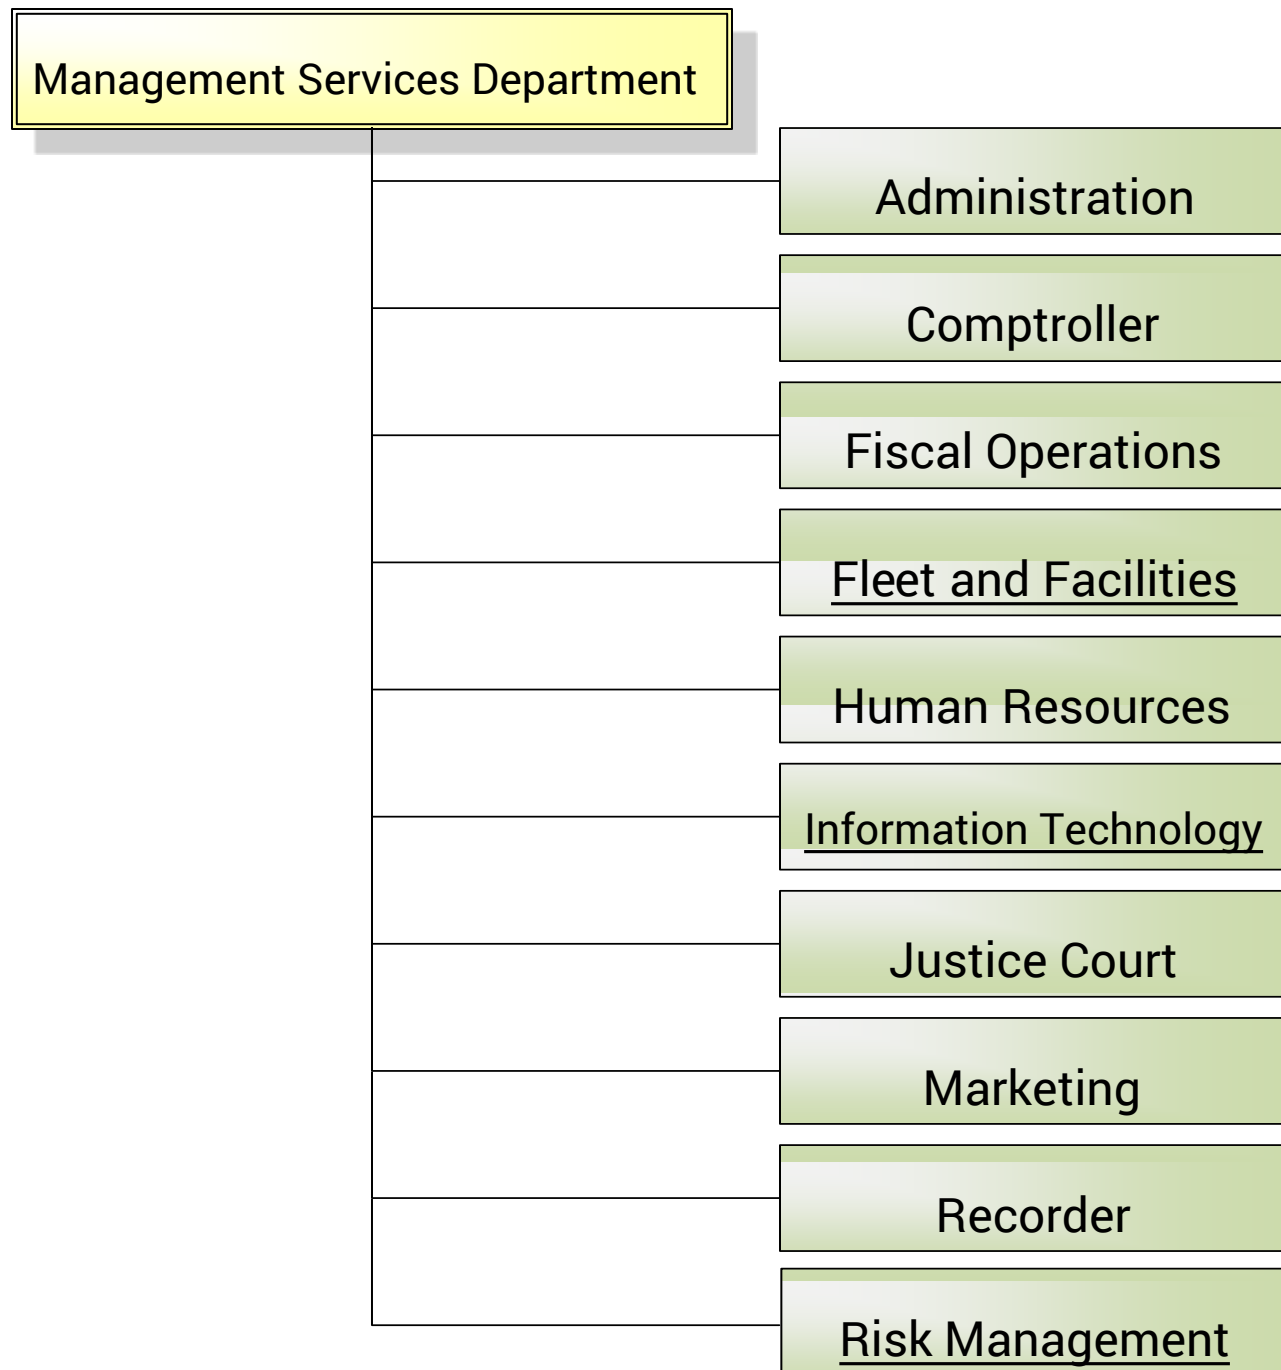 Management Services Department
Administration
Comptroller
Fiscal Operations
Fleet and Facilities
Human Resources
Information Technology
Justice Court
Marketing
Recorder
Risk Management